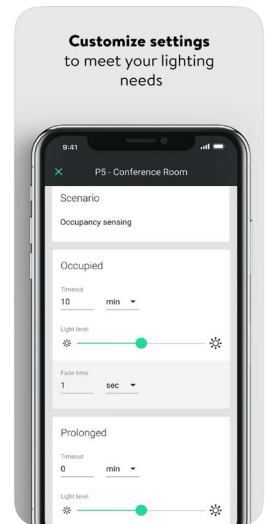 Customize settings
to meet your lighting
needs
9:41
P5 - Conference Room
Scenario
Occupancy sensing
Occupied
Timeout
10 min
Light level
Fade time
1 sec
Prolonged
Timeout
0 min
Light level